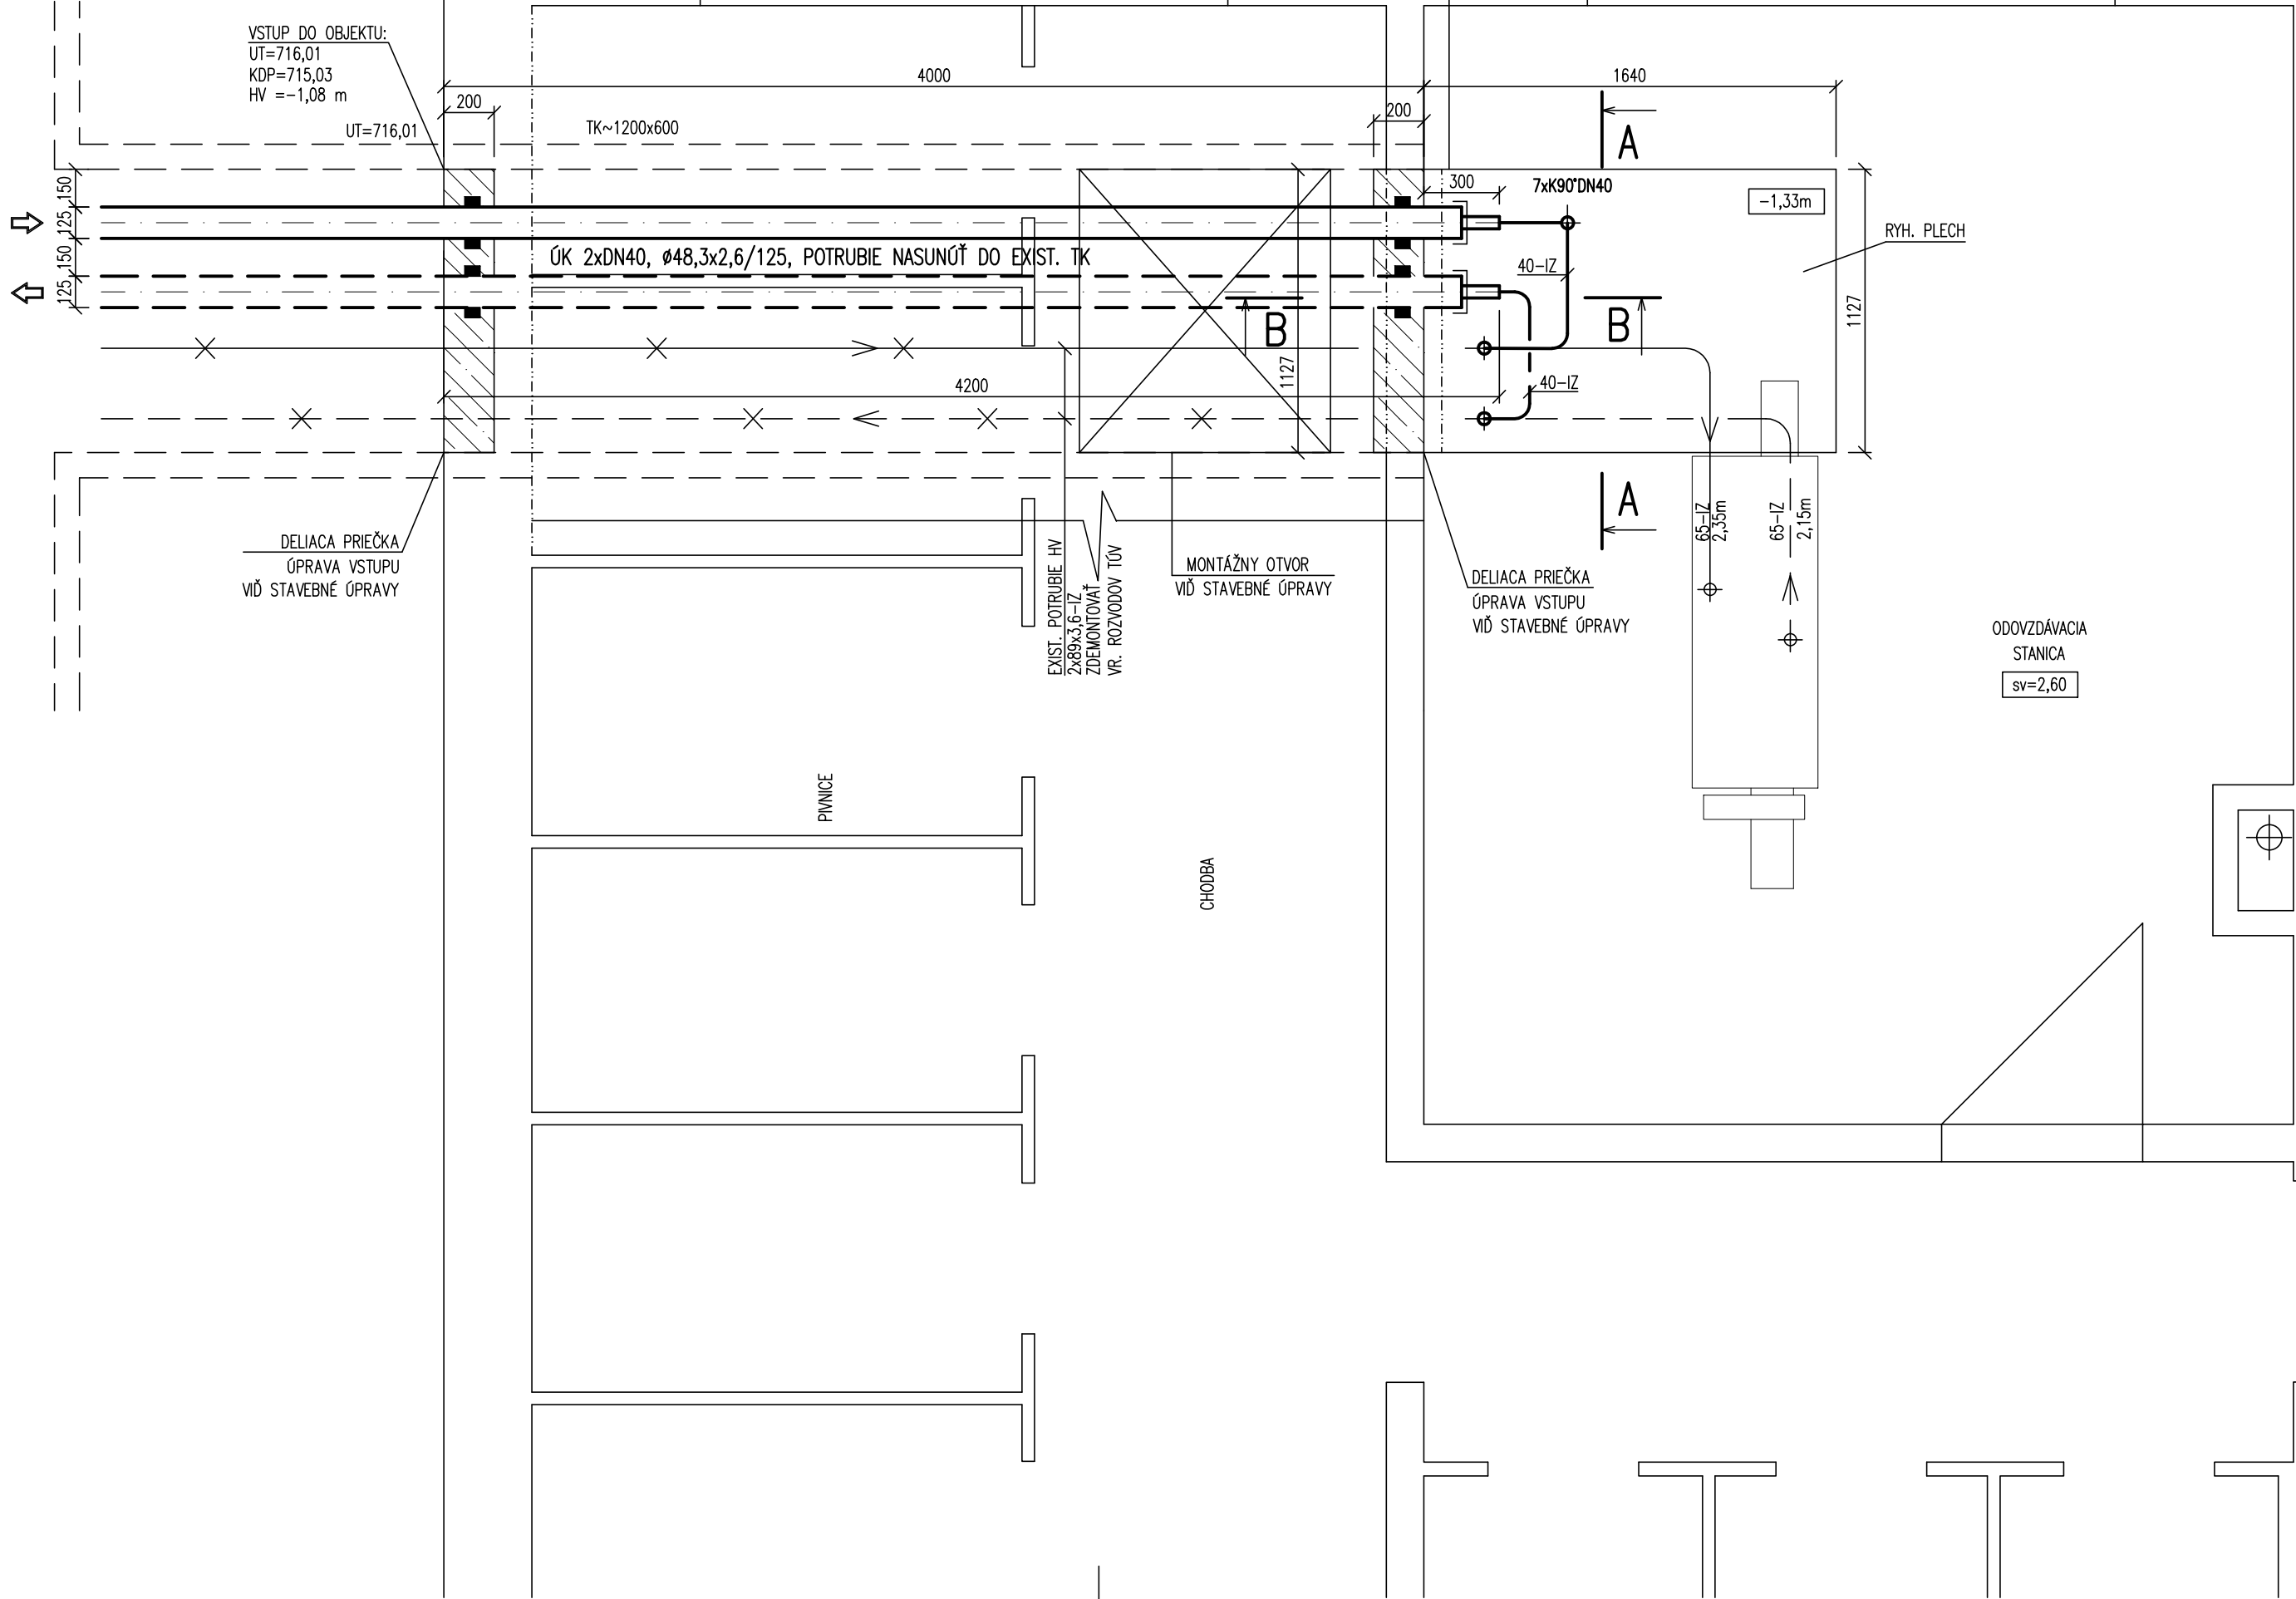 VSTUP DO OBJEKTU:
UT=716,01
KDP=715,03
HV =-1,08 m
UT=716,01
200
4000
TK~1200x600
200
1640
A
300
7xK90°DN40
-1,33m
RYH. PLECH
150
125
150
125
ÚK 2xDN40, ø48,3x2,6/125, POTRUBIE NASUNÚŤ DO EXIST. TK
40-IZ
B
B
1127
1127
4200
40-IZ
A
65-IZ
2,35m
65-IZ
2,15m
DELIACA PRIEČKA
ÚPRAVA VSTUPU
VIĎ STAVEBNÉ ÚPRAVY
EXIST. POTRUBIE HV
2x89x3,6-IZ
ZDEMONTOVAŤ
VR. ROZVODOV TÚV
MONTÁŽNY OTVOR
VIĎ STAVEBNÉ ÚPRAVY
DELIACA PRIEČKA
ÚPRAVA VSTUPU
VIĎ STAVEBNÉ ÚPRAVY
ODOVZDÁVACIA
STANICA
sv=2,60
PIVNICE
CHODBA